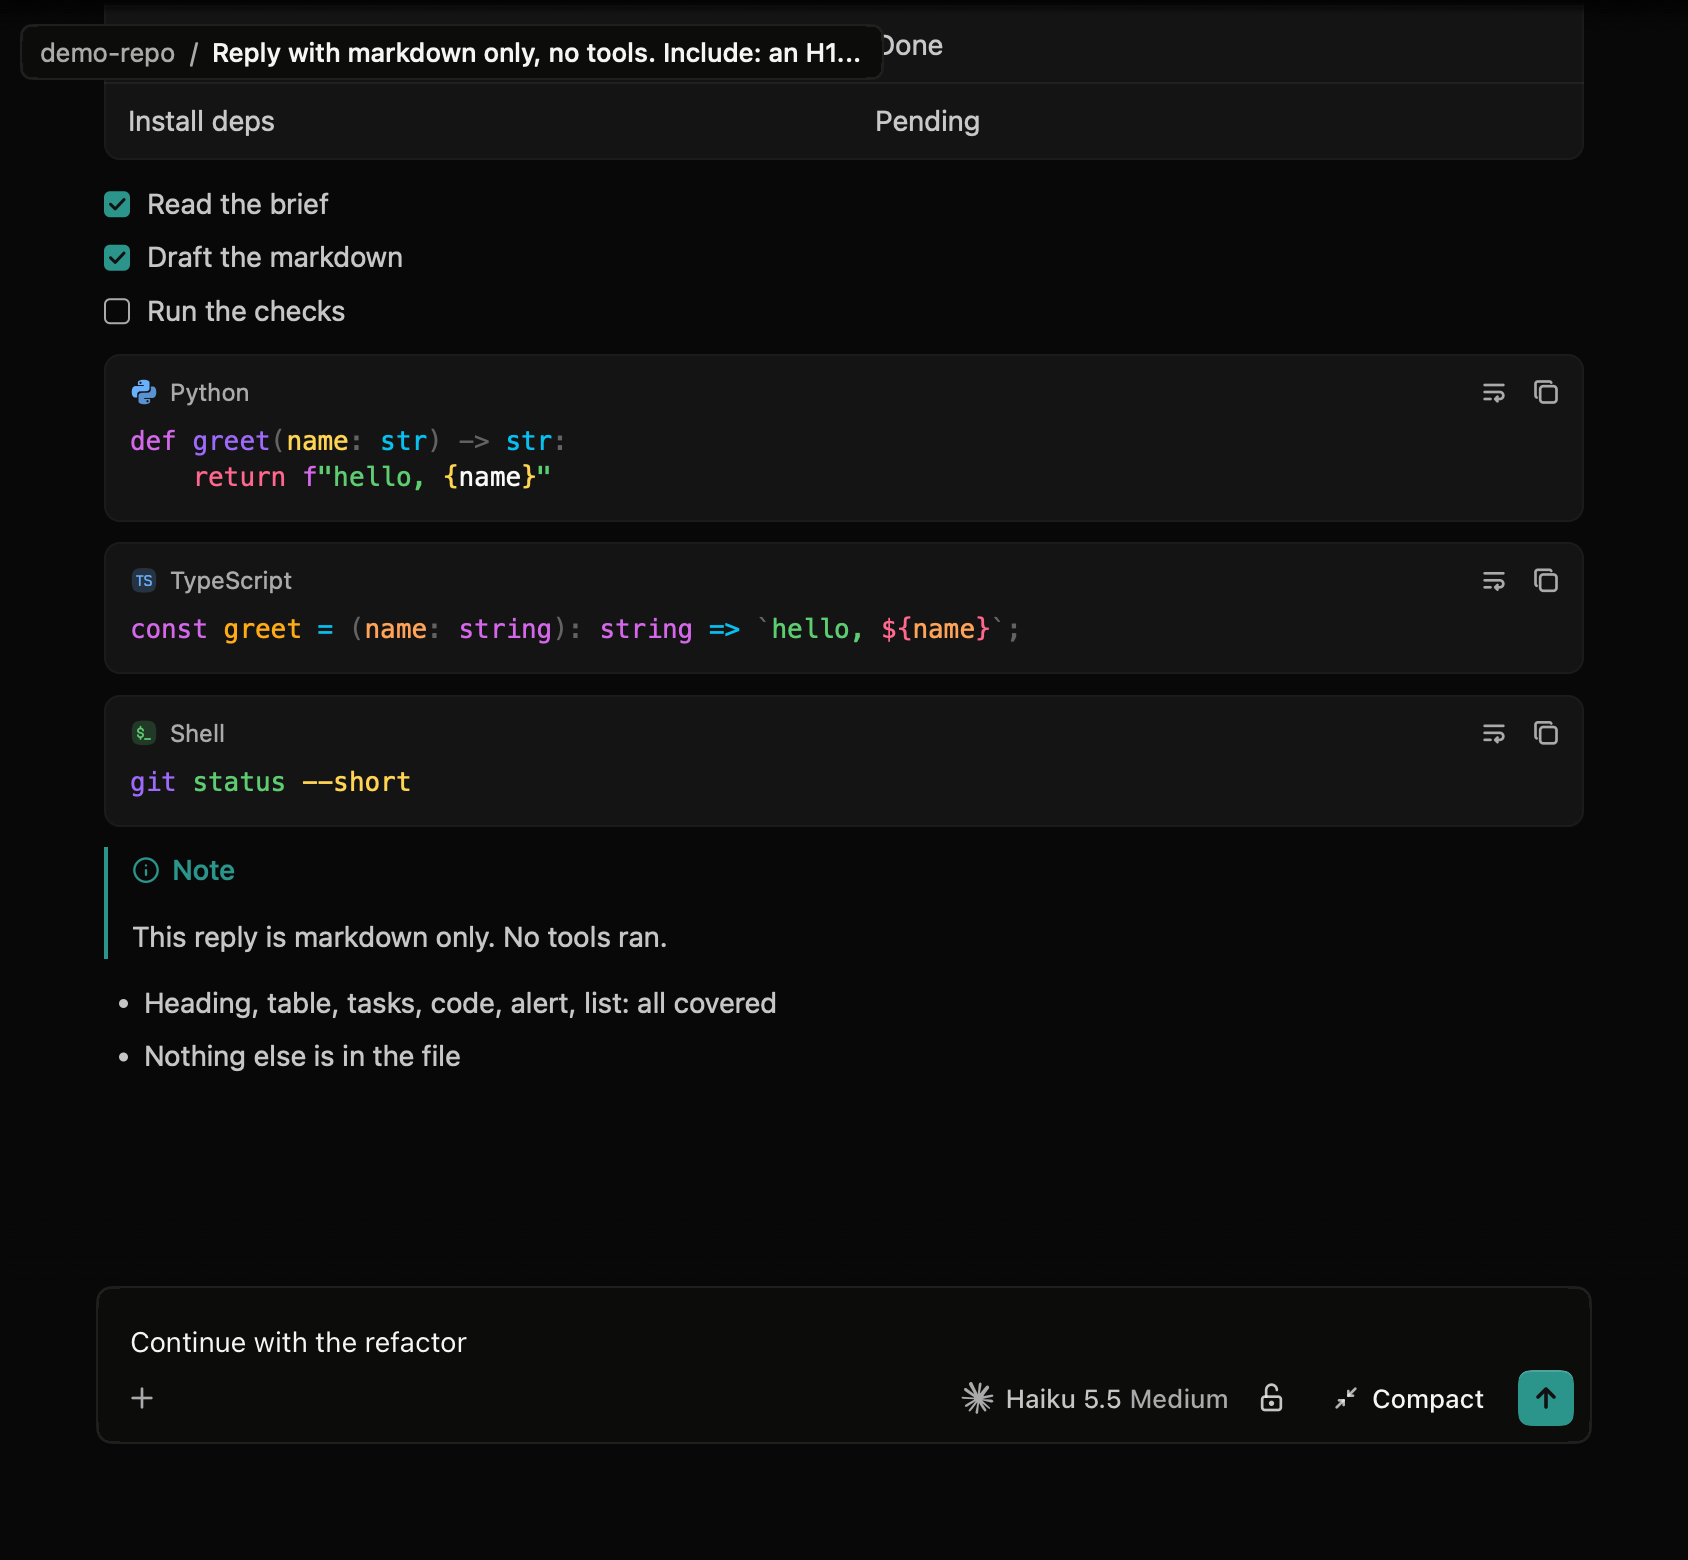 demo-repo / Reply with markdown only, no tools. Include: an H1...
Done
Install deps Pending
Read the brief
Draft the markdown
Run the checks
Python
def greet(name: str) -> str:
    return f"hello, {name}"
TS TypeScript
const greet = (name: string): string => `hello, ${name}`;
$_ Shell
git status --short
Note
This reply is markdown only. No tools ran.
• Heading, table, tasks, code, alert, list: all covered
• Nothing else is in the file
Continue with the refactor
+ Haiku 5.5 Medium Compact